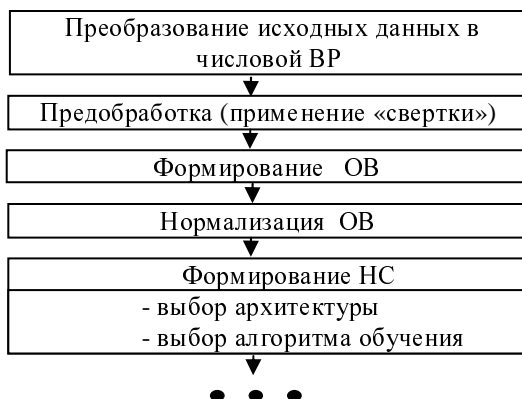 Преобразование исходных данных в
числовой ВР
Предобработка (применение «свертки»)
Формирование ОВ
Нормализация ОВ
Формирование НС
- выбор архитектуры
- выбор алгоритма обучения